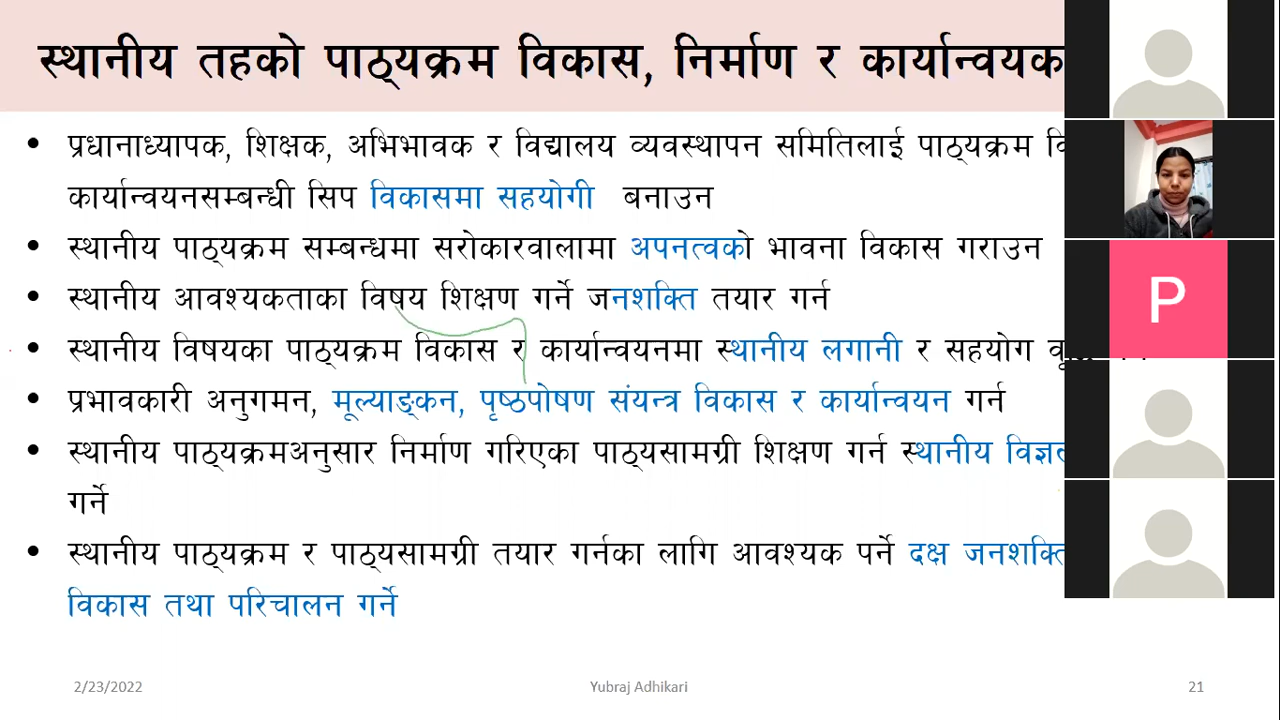 स्थानीय तहको पाठ्यक्रम विकास, निर्माण र
• प्रधानाध्यापक, शिक्षक, अभिभावक र विद्यालय व्यवस्थापन समितिलाई पाठ्यक्रम
कार्यान्वयनसम्बन्धी सिप विकासमा सहयोगी बनाउन
• स्थानीय पाठ्यक्रम सम्बन्धमा सरोकारवालामा अपनत्वको भावना विकास गराउन
• स्थानीय आवश्यकताका विषय शिक्षण गर्ने जनशक्ति तयार गर्न
• स्थानीय विषयका पाठ्यक्रम विकास र कार्यान्वयनमा स्थानीय लगानी र सहयोग
• प्रभावकारी अनुगमन, मूल्याङ्कन, पृष्ठपोषण संयन्त्र विकास र कार्यान्वयन गर्न
• स्थानीय पाठ्यक्रमअनुसार निर्माण गरिएका पाठ्यसामग्री शिक्षण गर्न स्थानीय
गर्ने
• स्थानीय पाठ्यक्रम र पाठ्यसामग्री तयार गर्नका लागि आवश्यक पर्ने दक्ष जनशक्ति
विकास तथा परिचालन गर्ने
P
2/23/2022
Yubraj Adhikari
21